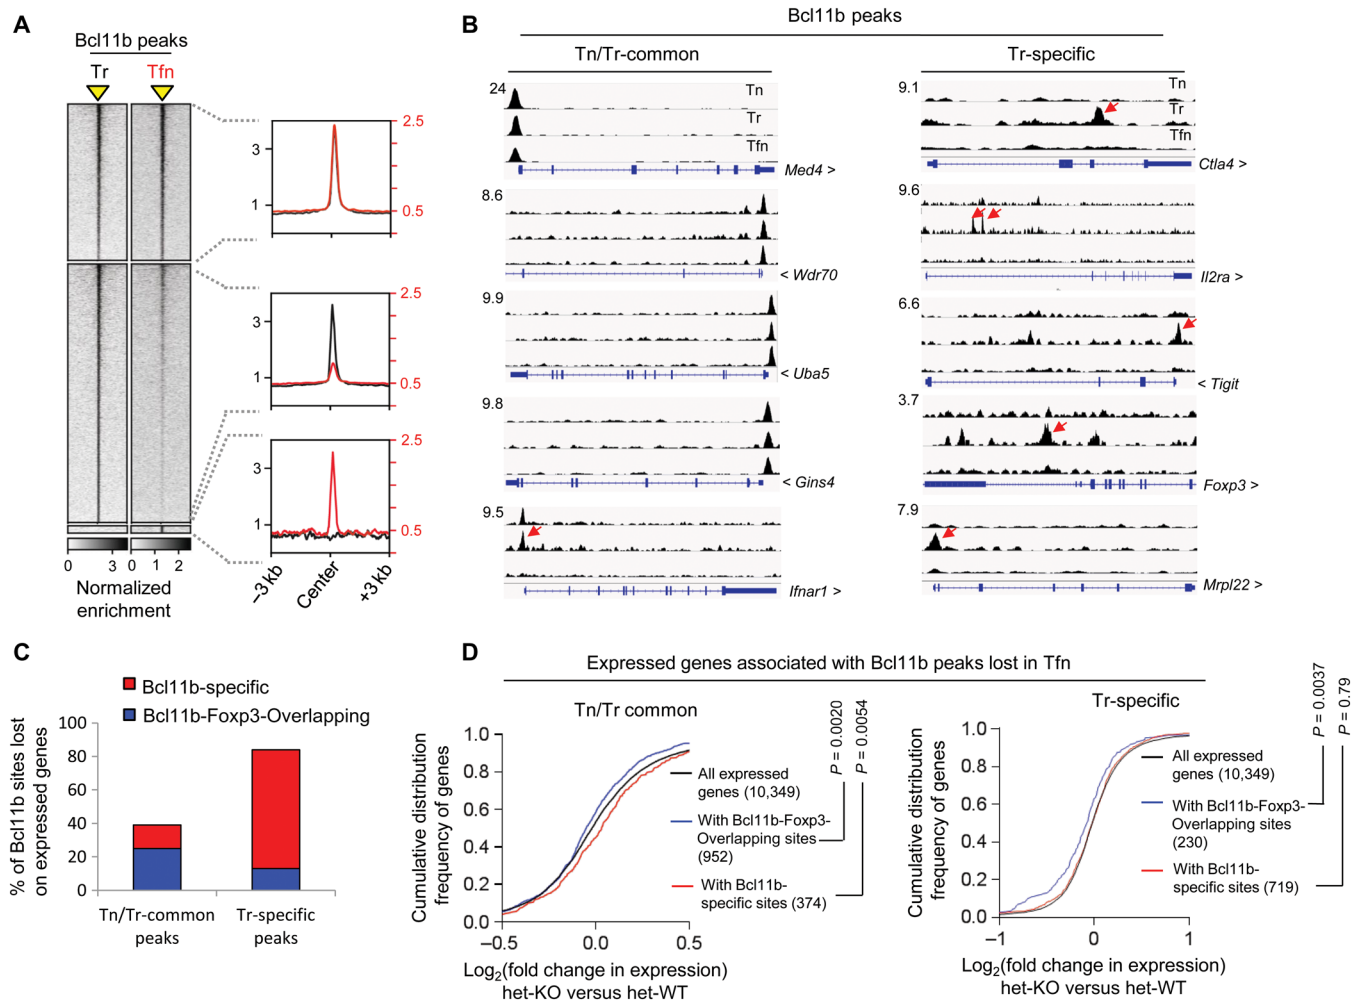 A
Bcl11b peaks
Tr
Tfn
3
1
2.5
0.5
3
1
2.5
0.5
3
1
2.5
0.5
–3 kb
Center
+3 kb
0 3 0 1 2
Normalized
enrichment
B
Bcl11b peaks
Tn/Tr-common
24
Tn
Tr
Tfn
Med4 >
8.6
< Wdr70
9.9
< Uba5
9.8
< Gins4
9.5
Ifnar1 >
Tr-specific
9.1
Tn
Tr
Tfn
Ctla4 >
9.6
Il2ra >
6.6
< Tigit
3.7
Foxp3 >
7.9
Mrpl22 >
C
Bcl11b-specific
Bcl11b-Foxp3-Overlapping
% of Bcl11b sites lost
on expressed genes
100
80
60
40
20
0
Tn/Tr-common
peaks
Tr-specific
peaks
D
Expressed genes associated with Bcl11b peaks lost in Tfn
Tn/Tr common
Cumulative distribution
frequency of genes
1.0
0.8
0.6
0.4
0.2
0.0
–0.5 0.0 0.5
Log2(fold change in expression)
het-KO versus het-WT
All expressed
genes (10,349)
With Bcl11b-Foxp3-
Overlapping sites
(952)
With Bcl11b-
specific sites (374)
P = 0.0020
P = 0.0054
Tr-specific
Cumulative distribution
frequency of genes
1.0
0.8
0.6
0.4
0.2
0.0
–1 0 1
Log2(fold change in expression)
het-KO versus het-WT
All expressed
genes (10,349)
With Bcl11b-Foxp3-
Overlapping sites
(230)
With Bcl11b-
specific sites (719)
P = 0.0037
P = 0.79